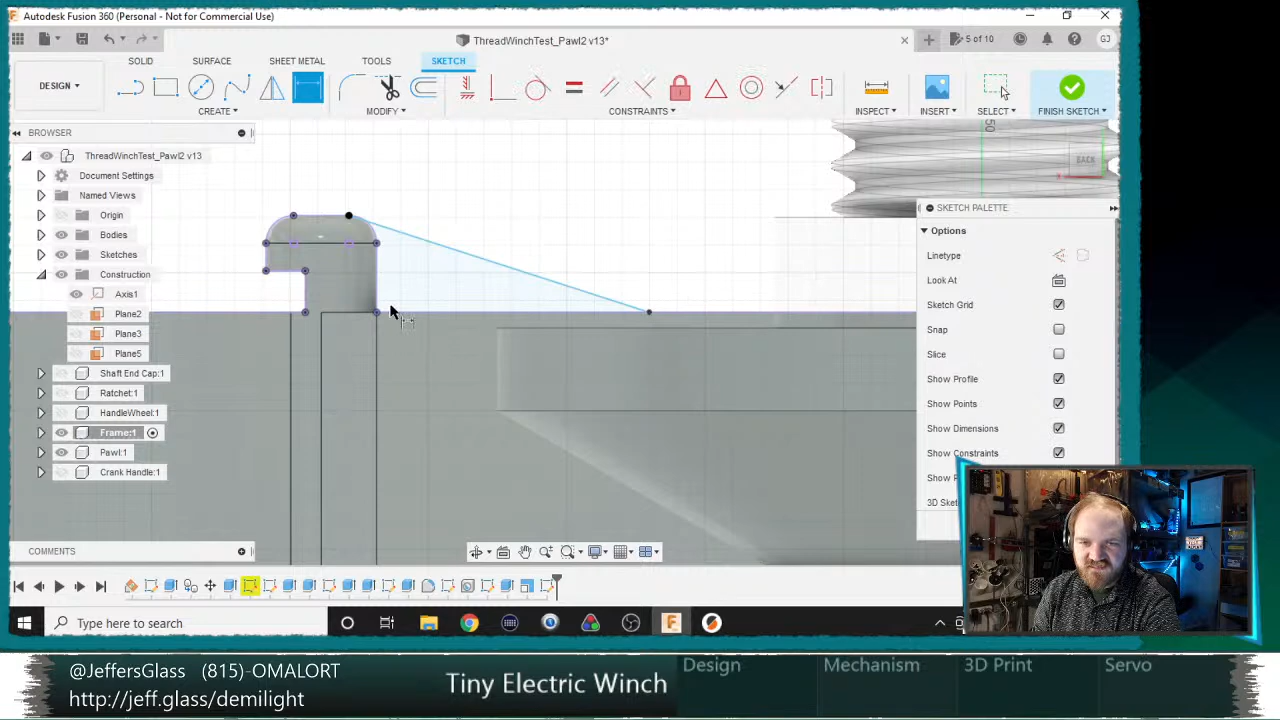 Autodesk Fusion 360 (Personal - Not for Commercial Use)
ThreadWinchTest_Pawl2 v13*
5 of 10
GJ
DESIGN
SOLID
SURFACE
SHEET METAL
TOOLS
SKETCH
CREATE
MODIFY
CONSTRAINTS
INSPECT
INSERT
SELECT
FINISH SKETCH
BROWSER
ThreadWinchTest_Pawl2 v13
Document Settings
Named Views
Origin
Bodies
Sketches
Construction
Axis1
Plane2
Plane3
Plane5
Shaft End Cap:1
Ratchet:1
HandleWheel:1
Frame:1
Pawl:1
Crank Handle:1
50
BACK
SKETCH PALETTE
Options
Linetype
Look At
Sketch Grid
Snap
Slice
Show Profile
Show Points
Show Dimensions
Show Constraints
COMMENTS
Type here to search
@JeffersGlass (815)-OMALORT
http://jeff.glass/demilight
Tiny Electric Winch
Design
Mechanism
3D Print
Servo